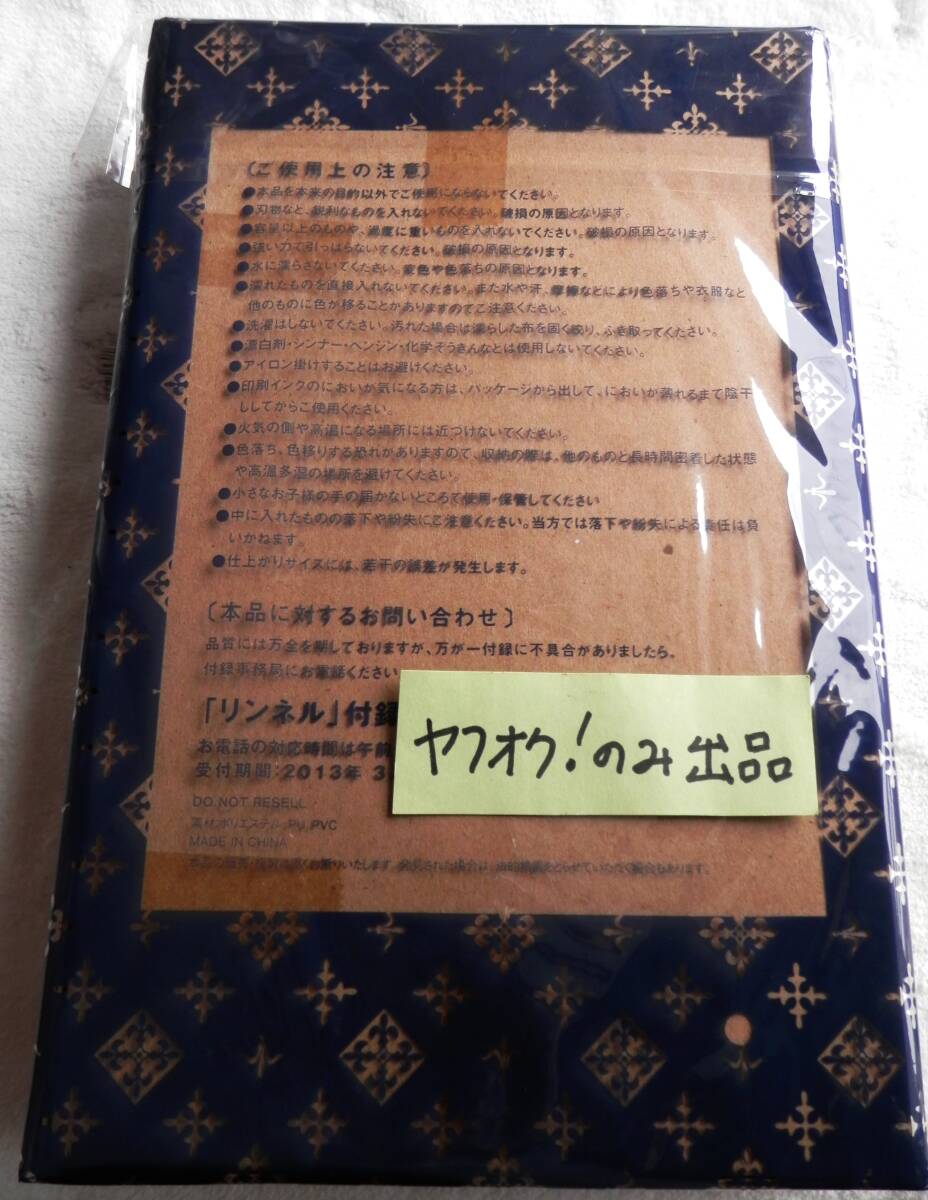 〔ご使用上の注意〕
●本品を本来の目的以外でご使用にならないでください。
●刃物など、鋭利なものを入れないでください。破損の原因となります。
●容量以上のものや、過度に重いものを入れないでください。破損の原因となります。
●強い力で引っぱらないでください。破損の原因となります。
●水に濡らさないでください。変色や色落ちの原因となります。
●濡れたものを直接入れないでください。また水や汗、摩擦などにより色落ちや衣服など
他のものに色が移ることがありますのでご注意ください。
●洗濯はしないでください。汚れた場合は濡らした布を固く絞り、ふき取ってください。
●漂白剤・シンナー・ベンジン・化学ぞうきんなどは使用しないでください。
●アイロン掛けすることはお避けください。
●印刷インクのにおいが気になる方は、パッケージから出して、においが薄れるまで陰干
ししてからご使用ください。
●火気の側や高温になる場所には近づけないでください。
●色落ち、色移りする恐れがありますので、収納の際は、他のものと長時間密着した状態
や高温多湿の場所を避けてください。
●小さなお子様の手の届かないところで使用・保管してください
●中に入れたものの落下や紛失にご注意ください。当方では落下や紛失による責任は負
いかねます。
●仕上がりサイズには、若干の誤差が発生します。
〔本品に対するお問い合わせ〕
品質には万全を期しておりますが、万が一付録に不具合がありましたら、
付録事務局にお電話ください
「リンネル」付録
お電話の対応時間は午前
受付期間：2013年 3
ヤフオク!のみ出品
DO NOT RESELL
素材:ポリエステル、PU、PVC
MADE IN CHINA